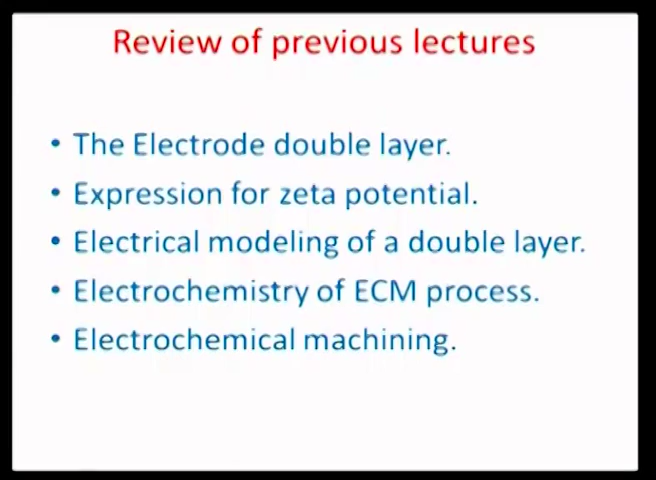 Review of previous lectures
• The Electrode double layer.
• Expression for zeta potential.
• Electrical modeling of a double layer.
• Electrochemistry of ECM process.
• Electrochemical machining.